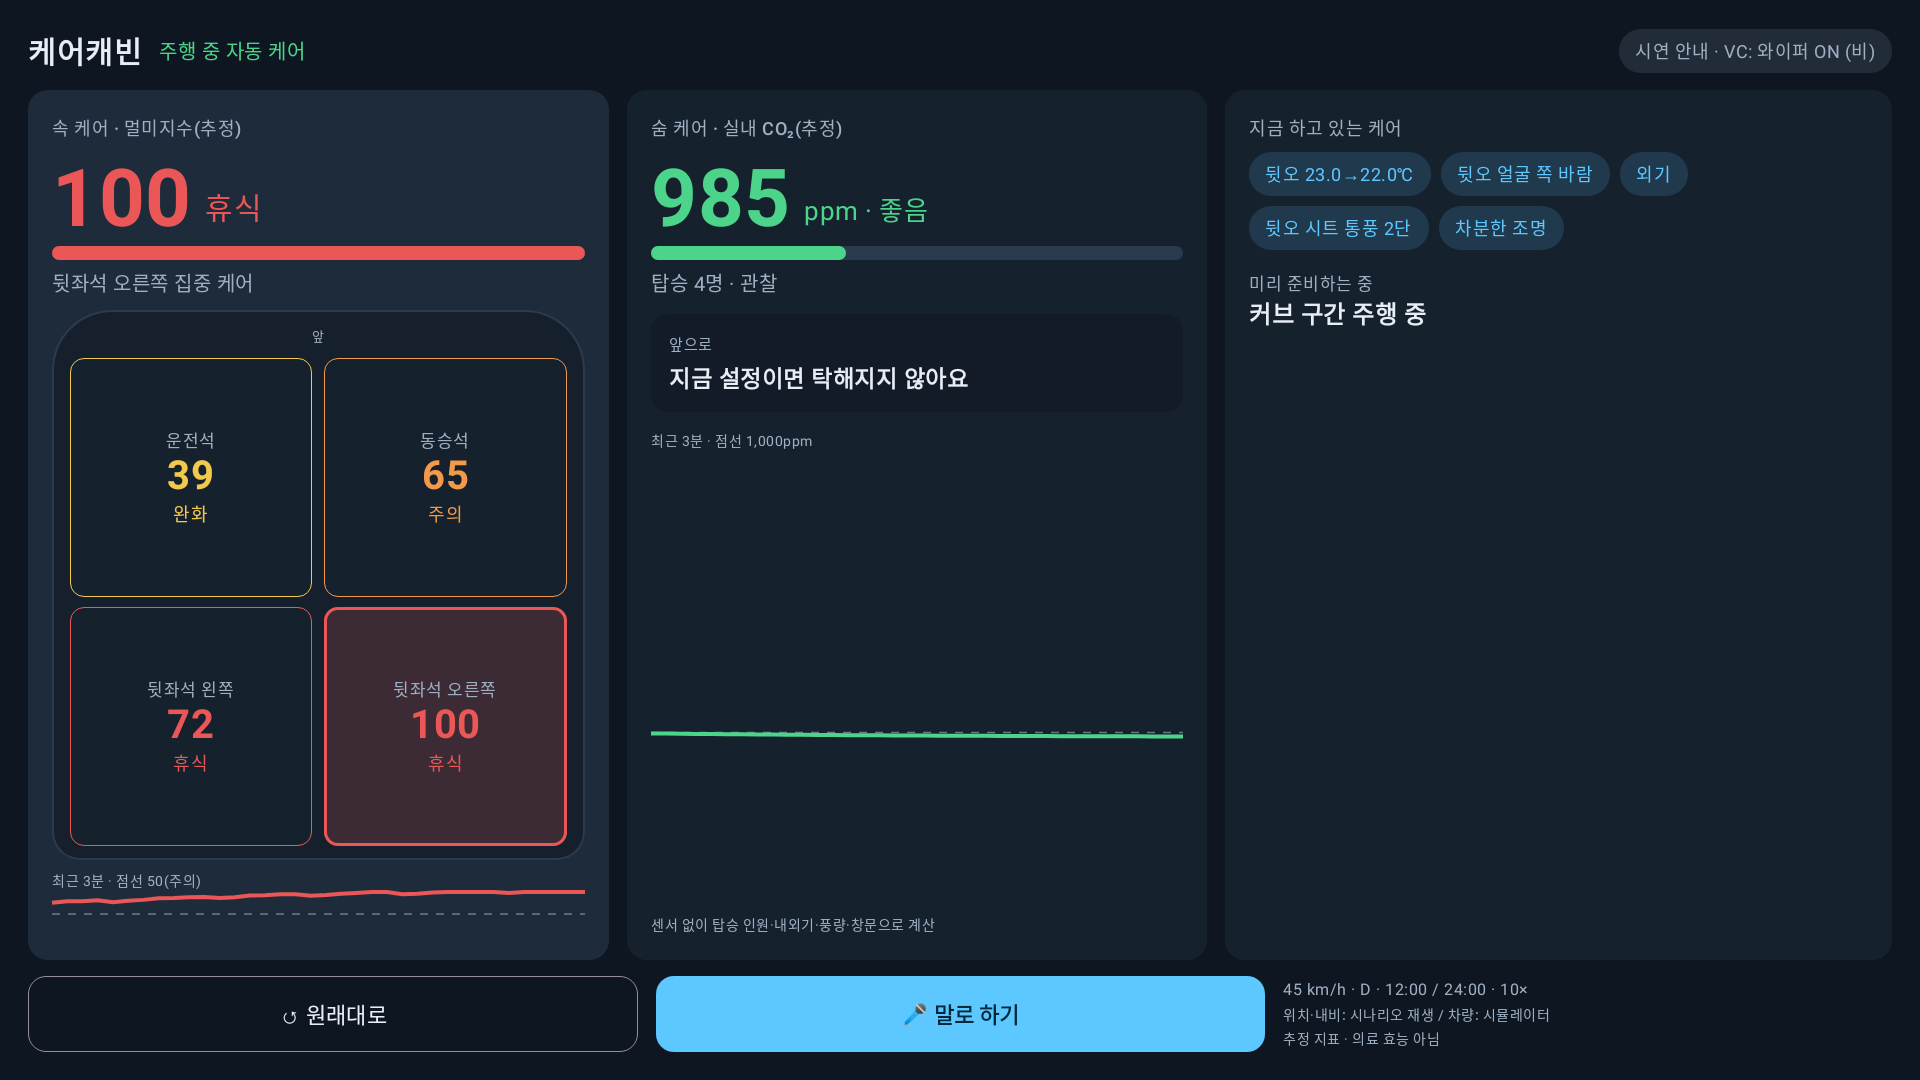 케어캐빈 주행 중 자동 케어
시연 안내 · VC: 와이퍼 ON (비)
속 케어 · 멀미지수(추정)
100 휴식
뒷좌석 오른쪽 집중 케어
앞
운전석
39
완화
동승석
65
주의
뒷좌석 왼쪽
72
휴식
뒷좌석 오른쪽
100
휴식
최근 3분 · 점선 50(주의)
숨 케어 · 실내 CO₂(추정)
985 ppm · 좋음
탑승 4명 · 관찰
앞으로
지금 설정이면 탁해지지 않아요
최근 3분 · 점선 1,000ppm
센서 없이 탑승 인원·내외기·풍량·창문으로 계산
지금 하고 있는 케어
뒷오 23.0→22.0℃ 뒷오 얼굴 쪽 바람 외기
뒷오 시트 통풍 2단 차분한 조명
미리 준비하는 중
커브 구간 주행 중
↺ 원래대로
🎤 말로 하기
45 km/h · D · 12:00 / 24:00 · 10×
위치·내비: 시나리오 재생 / 차량: 시뮬레이터
추정 지표 · 의료 효능 아님